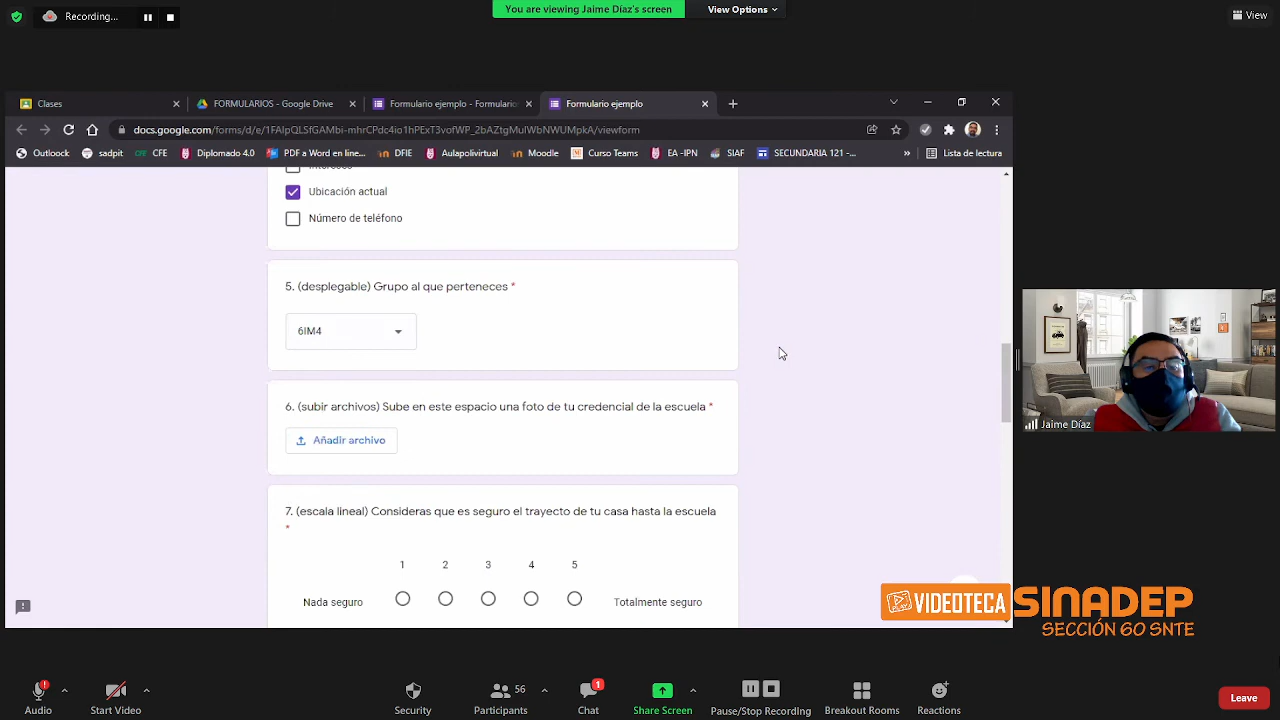 Recording...
You are viewing Jaime Díaz's screen
View Options
View
Clases
FORMULARIOS - Google Drive
Formulario ejemplo - Formularios
Formulario ejemplo
docs.google.com/forms/d/e/1FAIpQLSfGAMbi-mhrCPdc4io1hPExT3vofWP_2bAZtgMulWbNWUMpkA/viewform
Outloock
sadpit
CFE
Diplomado 4.0
PDF a Word en line...
DFIE
Aulapolivirtual
Moodle
Curso Teams
EA -IPN
SIAF
SECUNDARIA 121 -...
»
Lista de lectura
Intereses
Ubicación actual
Número de teléfono
5. (desplegable) Grupo al que perteneces *
6IM4
6. (subir archivos) Sube en este espacio una foto de tu credencial de la escuela *
Añadir archivo
7. (escala lineal) Consideras que es seguro el trayecto de tu casa hasta la escuela
*
1 2 3 4 5
Nada seguro
Totalmente seguro
Jaime Díaz
VIDEOTECA
SINADEP
SECCIÓN 60 SNTE
Audio
Start Video
Security
Participants
56
Chat
1
Share Screen
Pause/Stop Recording
Breakout Rooms
Reactions
Leave